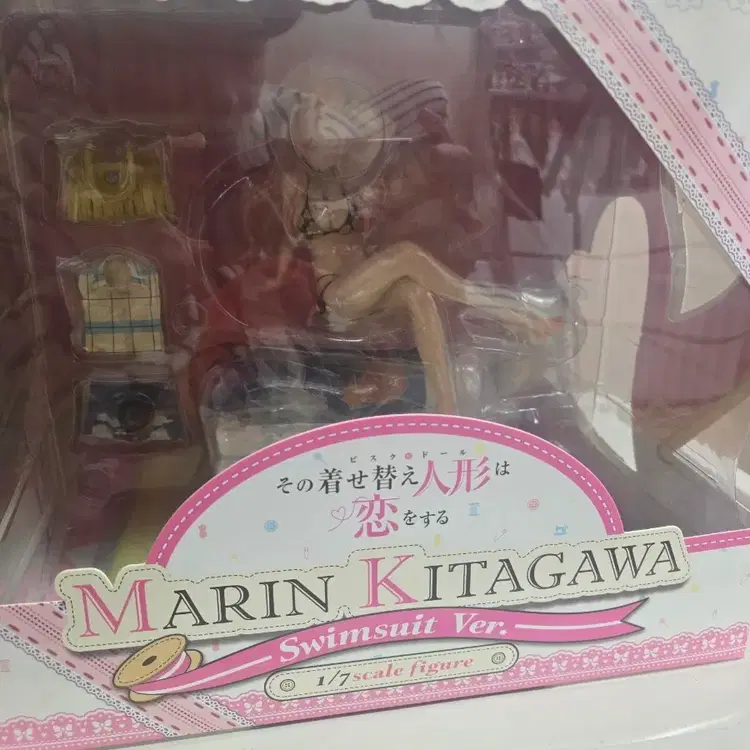 ビスク・ドール
その着せ替え人形は
恋をする
MARIN KITAGAWA
Swimsuit Ver.
1/7 scale figure